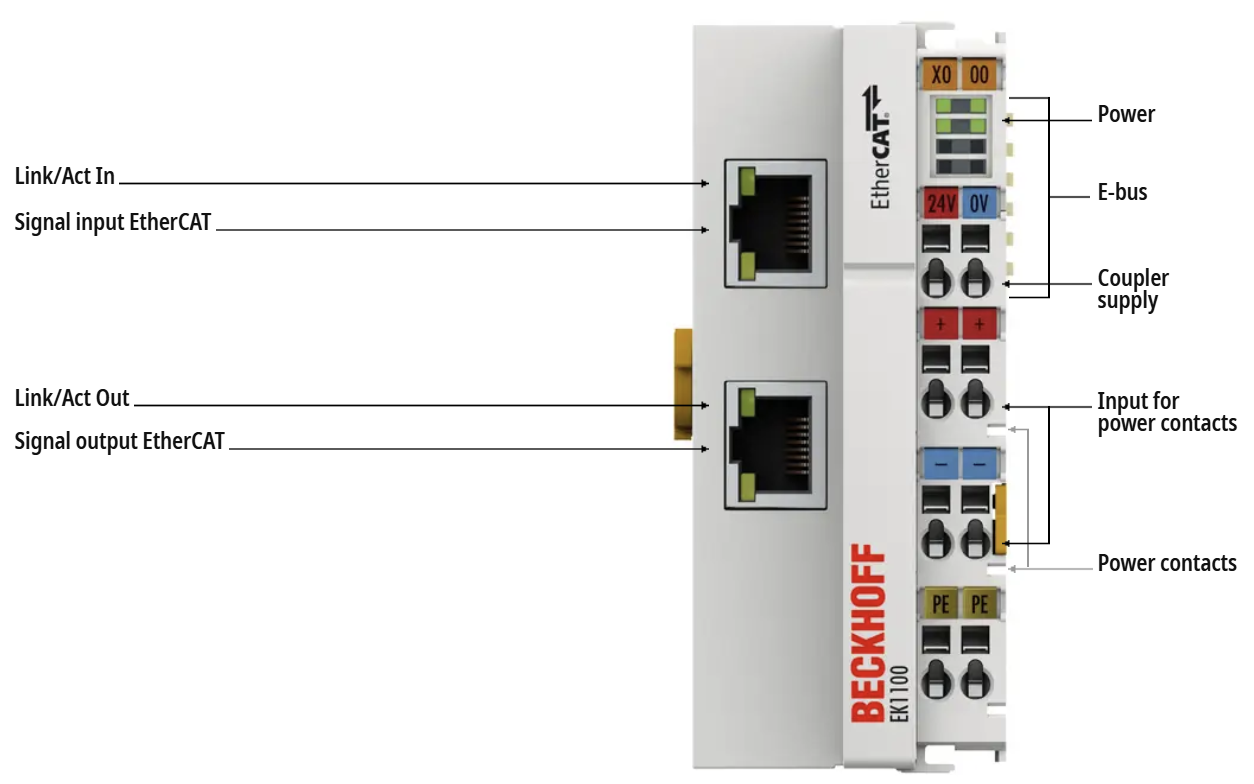 Link/Act In
Signal input EtherCAT
Link/Act Out
Signal output EtherCAT
EtherCAT®
BECKHOFF
EK1100
X0 00
24V 0V
+ +
− −
PE PE
Power
E-bus
Coupler
supply
Input for
power contacts
Power contacts